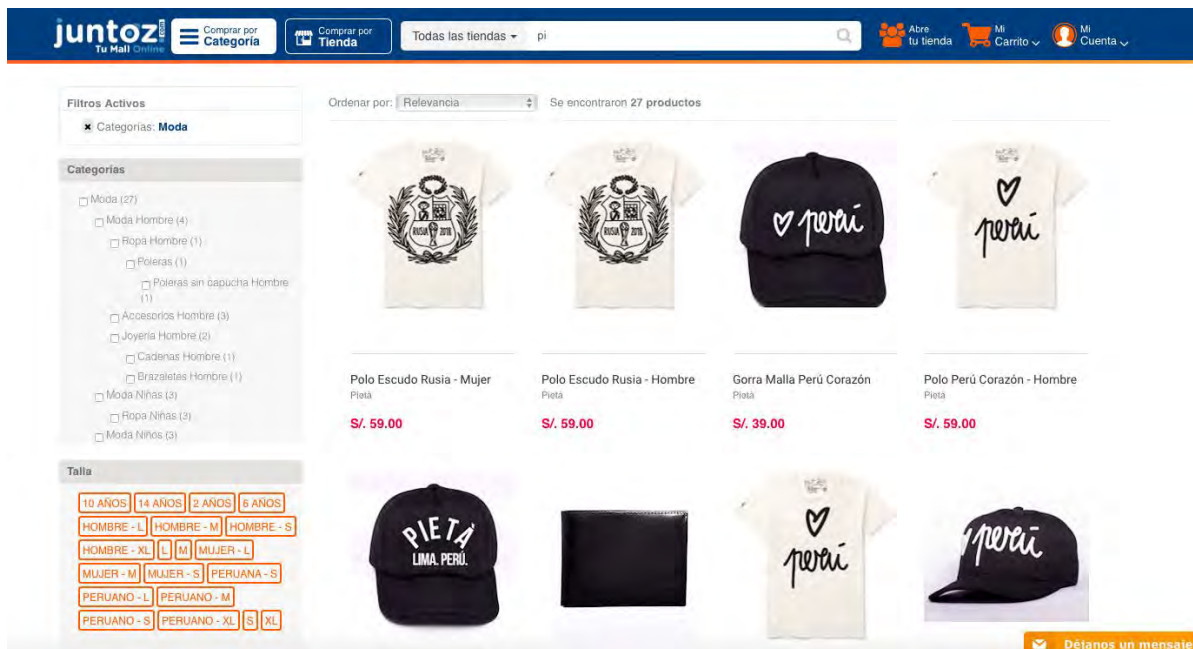 juntoz.com
Tu Mall Online
Comprar por
Categoría
Comprar por
Tienda
Todas las tiendas
pi
Abre
tu tienda
Mi
Carrito
Mi
Cuenta
Filtros Activos
Categorías: Moda
Ordenar por: Relevancia
Se encontraron 27 productos
Categorías
Moda (27)
Moda Hombre (4)
Ropa Hombre (1)
Poleras (1)
Poleras sin capucha Hombre
(1)
Accesorios Hombre (3)
Joyería Hombre (2)
Cadenas Hombre (1)
Brazaletes Hombre (1)
Moda Niñas (3)
Ropa Niñas (3)
Moda Niños (3)
RUSIA 2018
RUSIA 2018
perú
perú
Polo Escudo Rusia - Mujer
Pietá
S/. 59.00
Polo Escudo Rusia - Hombre
Pietá
S/. 59.00
Gorra Malla Perú Corazón
Pietá
S/. 39.00
Polo Perú Corazón - Hombre
Pietá
S/. 59.00
Talla
10 AÑOS 14 AÑOS 2 AÑOS 6 AÑOS
HOMBRE - L HOMBRE - M HOMBRE - S
HOMBRE - XL L M MUJER - L
MUJER - M MUJER - S PERUANA - S
PERUANO - L PERUANO - M
PERUANO - S PERUANO - XL S XL
PIETÀ
LIMA. PERÚ.
perú
perú
Déjanos un mensaje